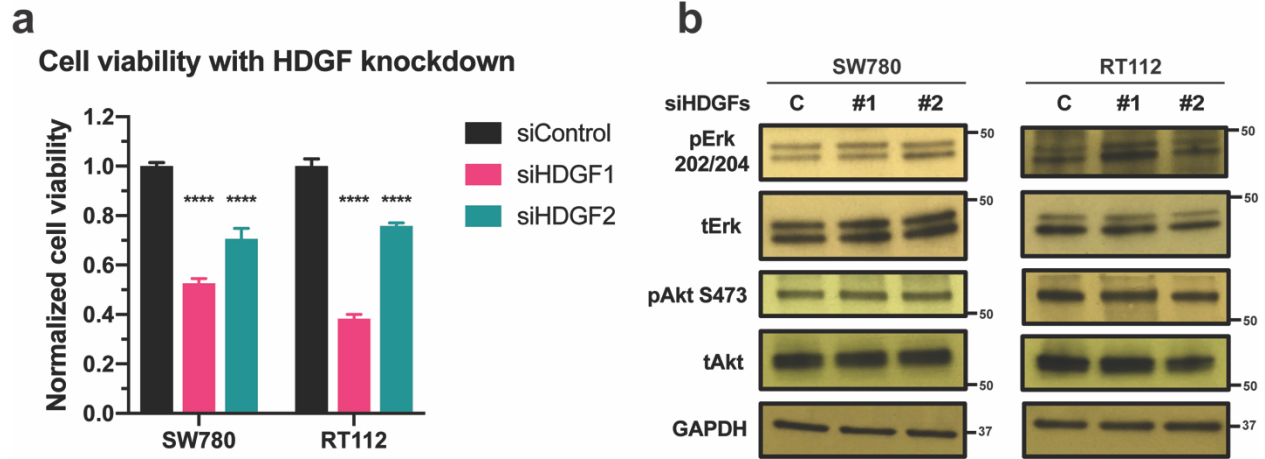 a
Cell viability with HDGF knockdown
Normalized cell viability
1.2
1.0
0.8
0.6
0.4
0.2
0.0
**** ****
**** ****
SW780
RT112
siControl
siHDGF1
siHDGF2
b
SW780
RT112
siHDGFs C #1 #2
C #1 #2
pErk
202/204
50
50
tErk
50
50
pAkt S473
50
50
tAkt
50
50
GAPDH
37
37